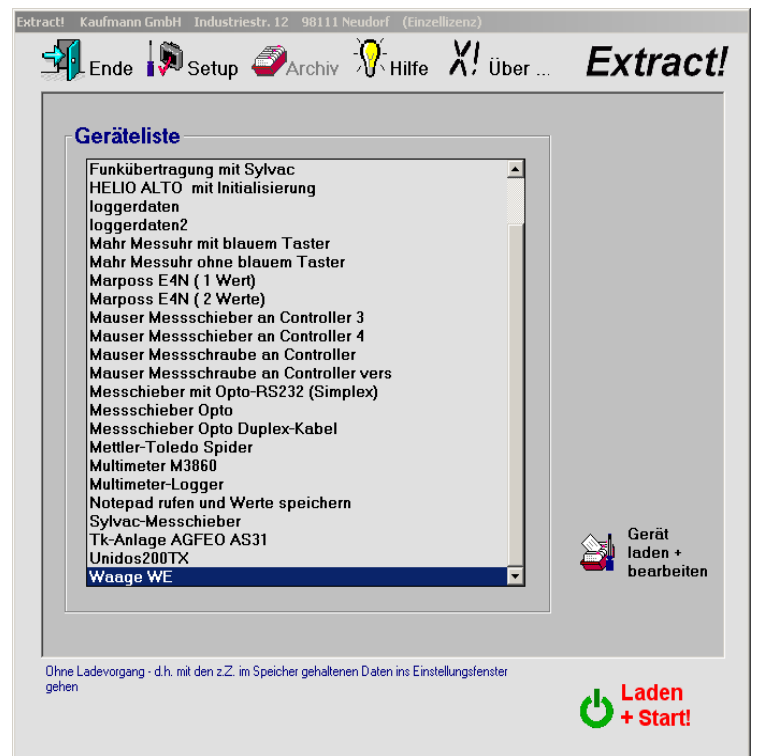 Extract! Kaufmann GmbH Industriestr. 12 98111 Neudorf (Einzellizenz)
Ende Setup Archiv Hilfe X! Über ... Extract!
Geräteliste
Funkübertragung mit Sylvac
HELIO ALTO mit Initialisierung
loggerdaten
loggerdaten2
Mahr Messuhr mit blauem Taster
Mahr Messuhr ohne blauem Taster
Marposs E4N ( 1 Wert)
Marposs E4N ( 2 Werte)
Mauser Messschieber an Controller 3
Mauser Messschieber an Controller 4
Mauser Messschraube an Controller
Mauser Messschraube an Controller vers
Messchieber mit Opto-RS232 (Simplex)
Messschieber Opto
Messschieber Opto Duplex-Kabel
Mettler-Toledo Spider
Multimeter M3860
Multimeter-Logger
Notepad rufen und Werte speichern
Sylvac-Messchieber
Tk-Anlage AGFEO AS31
Unidos200TX
Waage WE
Gerät
laden +
bearbeiten
Ohne Ladevorgang - d.h. mit den z.Z. im Speicher gehaltenen Daten ins Einstellungsfenster
gehen
Laden
+ Start!